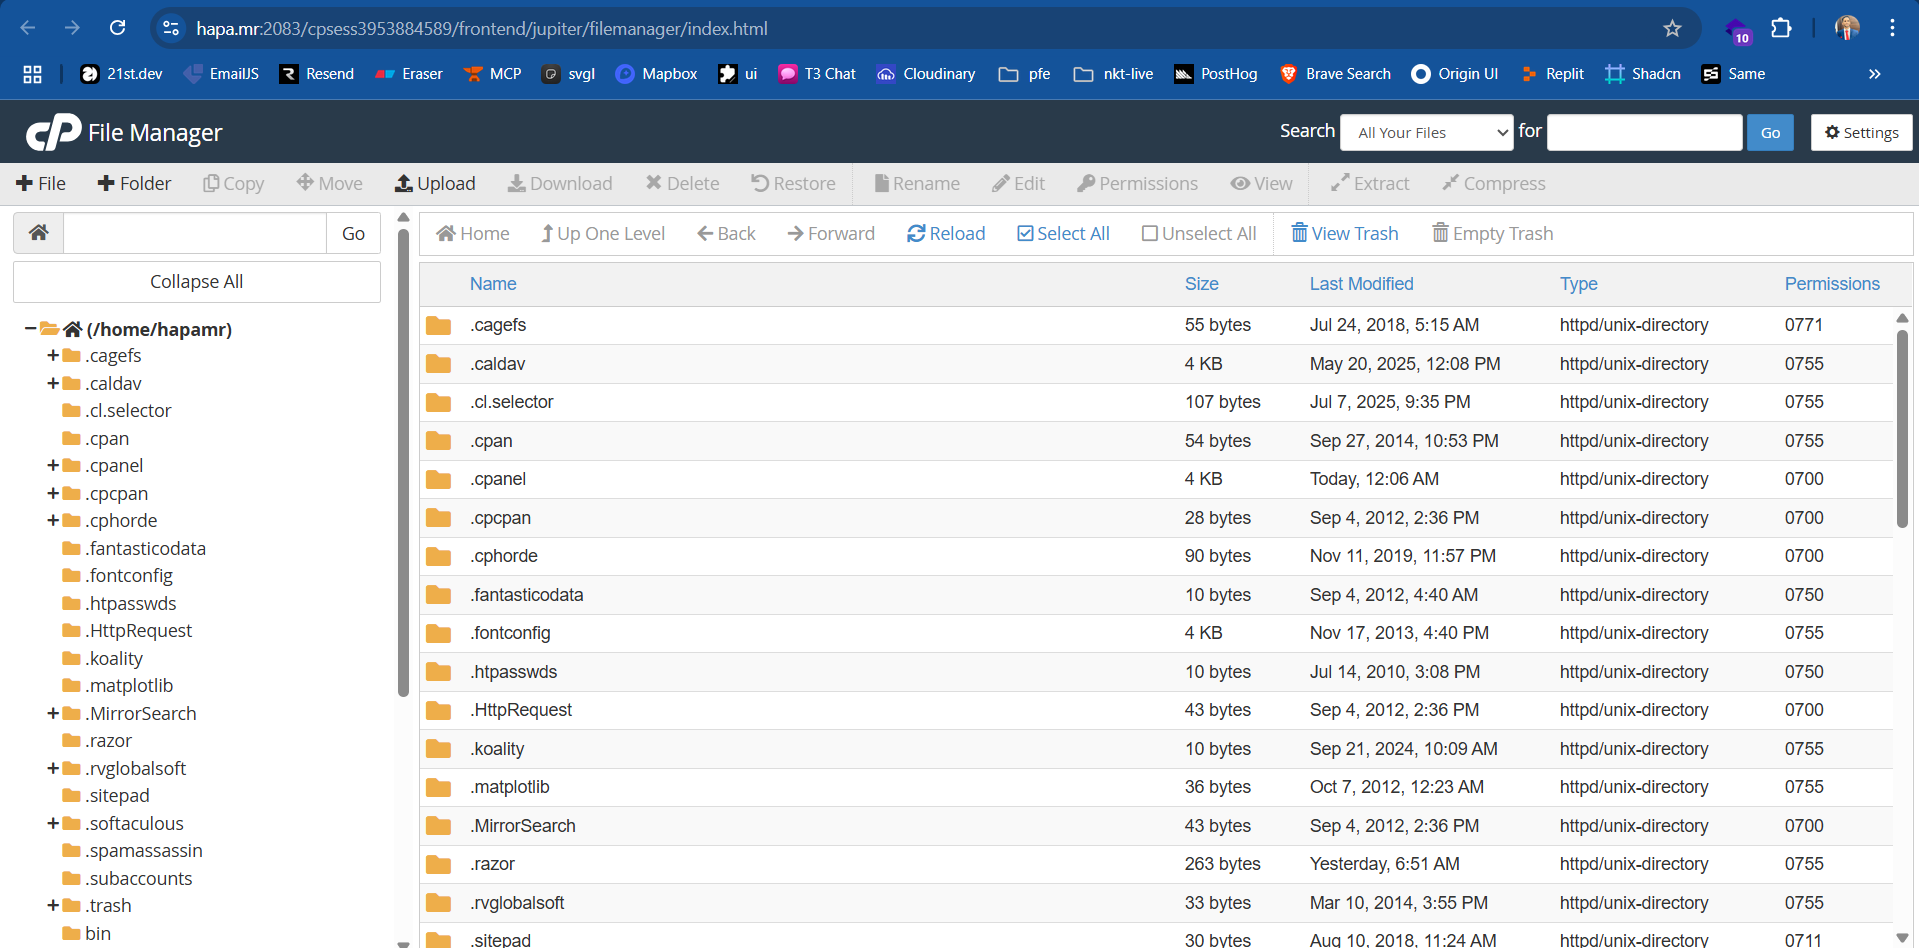 hapa.mr:2083/cpsess3953884589/frontend/jupiter/filemanager/index.html
10
21st.dev EmailJS Resend Eraser MCP svgl Mapbox ui T3 Chat Cloudinary pfe nkt-live PostHog Brave Search Origin UI Replit Shadcn Same »
cP File Manager Search All Your Files for Go Settings
File Folder Copy Move Upload Download Delete Restore Rename Edit Permissions View Extract Compress
Go
Collapse All
(/home/hapamr)
.cagefs
.caldav
.cl.selector
.cpan
.cpanel
.cpcpan
.cphorde
.fantasticodata
.fontconfig
.htpasswds
.HttpRequest
.koality
.matplotlib
.MirrorSearch
.razor
.rvglobalsoft
.sitepad
.softaculous
.spamassassin
.subaccounts
.trash
bin
Home Up One Level Back Forward Reload Select All Unselect All View Trash Empty Trash
Name Size Last Modified Type Permissions
.cagefs 55 bytes Jul 24, 2018, 5:15 AM httpd/unix-directory 0771
.caldav 4 KB May 20, 2025, 12:08 PM httpd/unix-directory 0755
.cl.selector 107 bytes Jul 7, 2025, 9:35 PM httpd/unix-directory 0755
.cpan 54 bytes Sep 27, 2014, 10:53 PM httpd/unix-directory 0755
.cpanel 4 KB Today, 12:06 AM httpd/unix-directory 0700
.cpcpan 28 bytes Sep 4, 2012, 2:36 PM httpd/unix-directory 0700
.cphorde 90 bytes Nov 11, 2019, 11:57 PM httpd/unix-directory 0700
.fantasticodata 10 bytes Sep 4, 2012, 4:40 AM httpd/unix-directory 0750
.fontconfig 4 KB Nov 17, 2013, 4:40 PM httpd/unix-directory 0755
.htpasswds 10 bytes Jul 14, 2010, 3:08 PM httpd/unix-directory 0750
.HttpRequest 43 bytes Sep 4, 2012, 2:36 PM httpd/unix-directory 0700
.koality 10 bytes Sep 21, 2024, 10:09 AM httpd/unix-directory 0755
.matplotlib 36 bytes Oct 7, 2012, 12:23 AM httpd/unix-directory 0755
.MirrorSearch 43 bytes Sep 4, 2012, 2:36 PM httpd/unix-directory 0700
.razor 263 bytes Yesterday, 6:51 AM httpd/unix-directory 0755
.rvglobalsoft 33 bytes Mar 10, 2014, 3:55 PM httpd/unix-directory 0755
.sitepad 30 bytes Aug 10, 2018, 11:24 AM httpd/unix-directory 0711